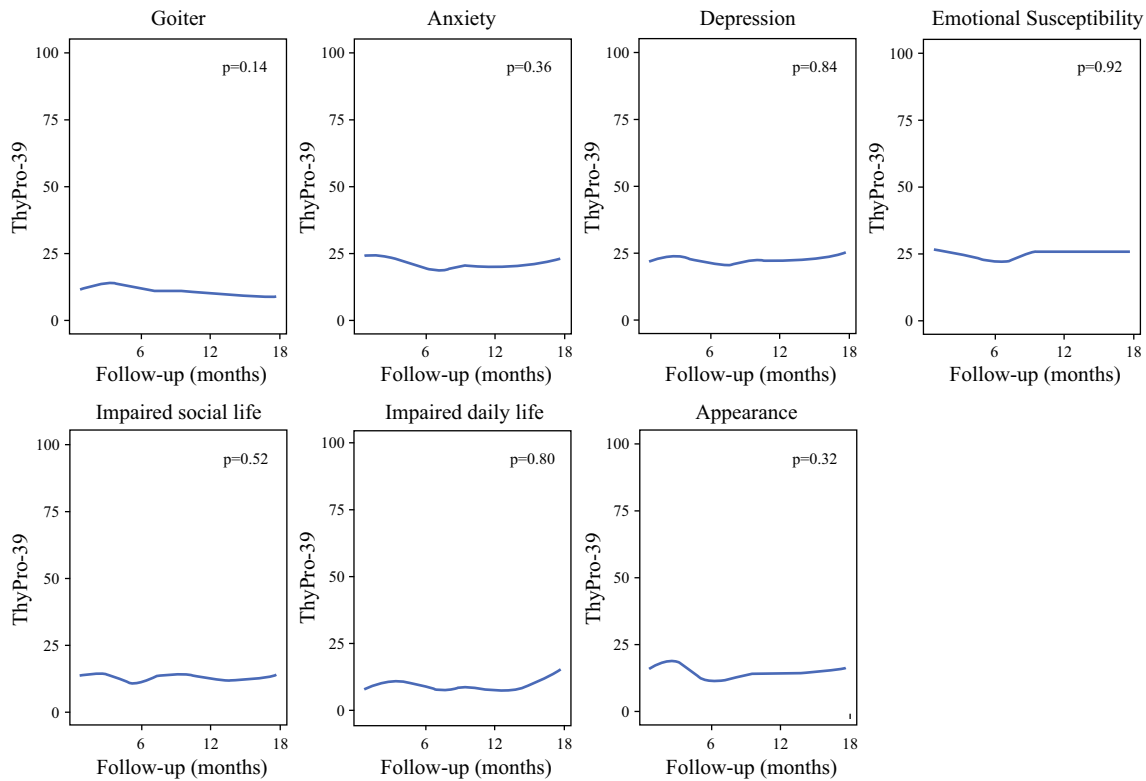 Goiter
Anxiety
Depression
Emotional Susceptibility
100
75
50
25
0
ThyPro-39
p=0.14
6
12
18
Follow-up (months)
100
75
50
25
0
ThyPro-39
p=0.36
6
12
18
Follow-up (months)
100
75
50
25
0
ThyPro-39
p=0.84
6
12
18
Follow-up (months)
100
75
50
25
0
ThyPro-39
p=0.92
6
12
18
Follow-up (months)
Impaired social life
Impaired daily life
Appearance
100
75
50
25
0
ThyPro-39
p=0.52
6
12
18
Follow-up (months)
100
75
50
25
0
ThyPro-39
p=0.80
6
12
18
Follow-up (months)
100
75
50
25
0
ThyPro-39
p=0.32
6
12
18
Follow-up (months)